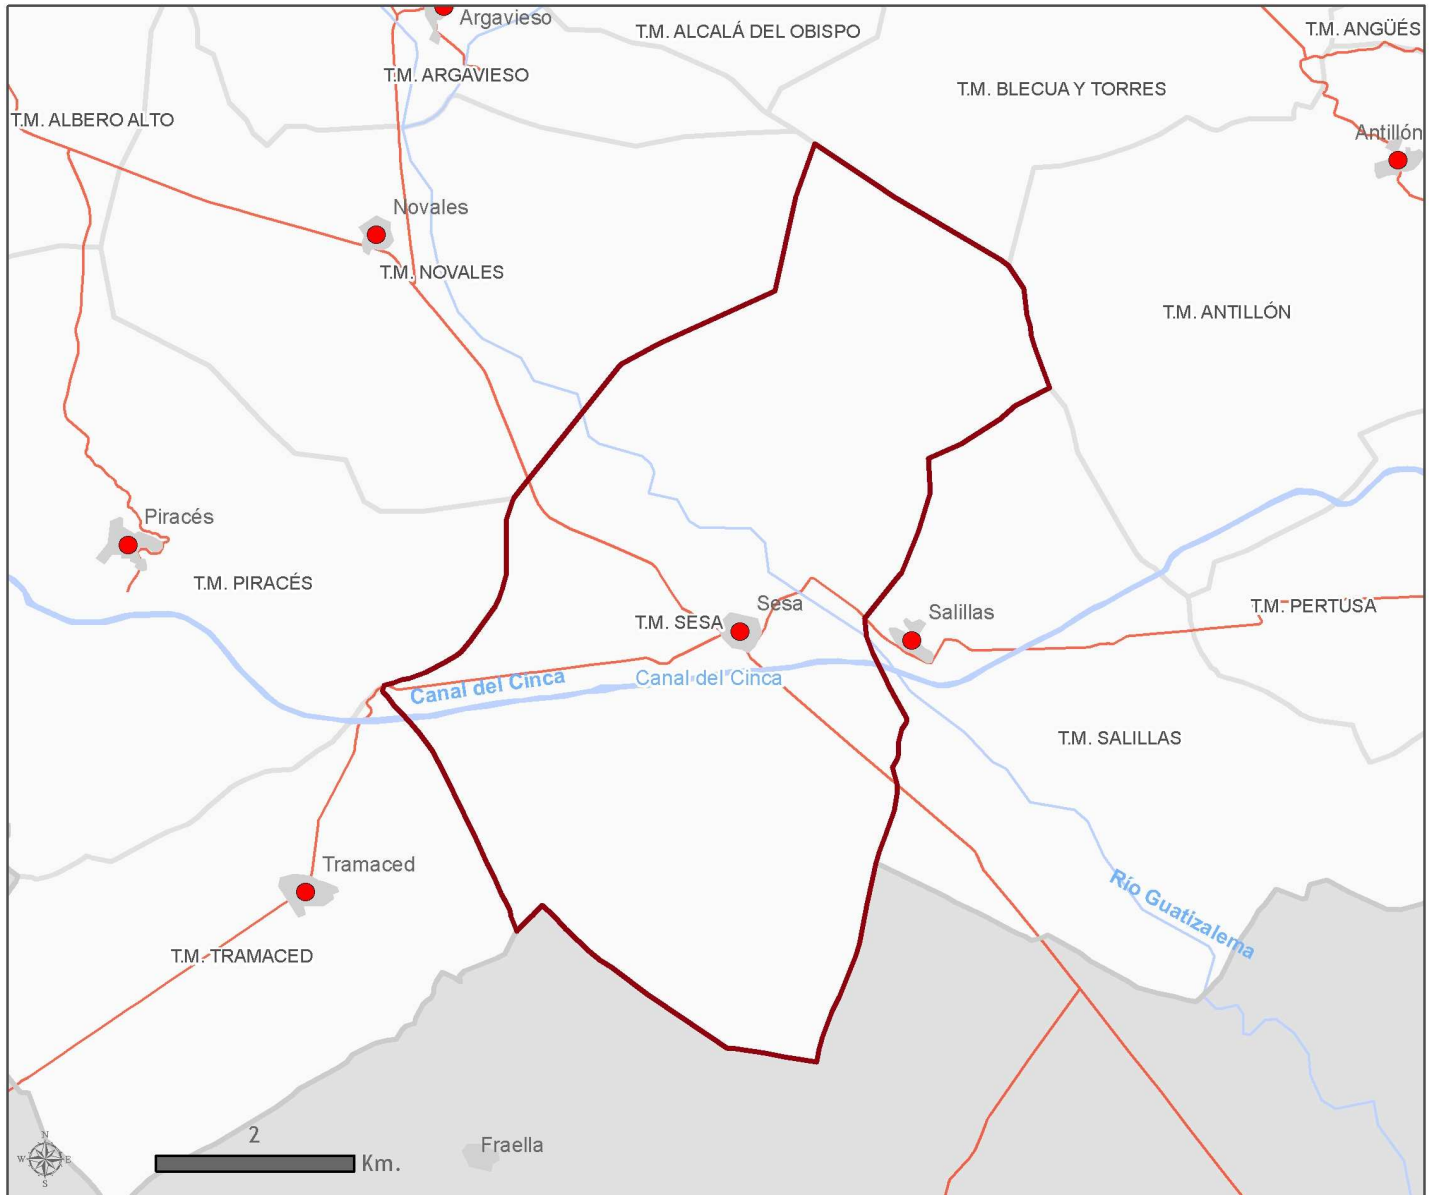 Argavieso
T.M. ALCALÁ DEL OBISPO
T.M. ANGÜÉS
T.M. ARGAVIESO
T.M. BLECUA Y TORRES
T.M. ALBERO ALTO
Antillón
Novales
T.M. NOVALES
T.M. ANTILLÓN
Piracés
T.M. PIRACÉS
Sesa
T.M. SESA
Salillas
T.M. PERTUSA
Canal del Cinca
Canal del Cinca
T.M. SALILLAS
Tramaced
Río Guatizalema
T.M. TRAMACED
Fraella
N
W
E
S
2
Km.